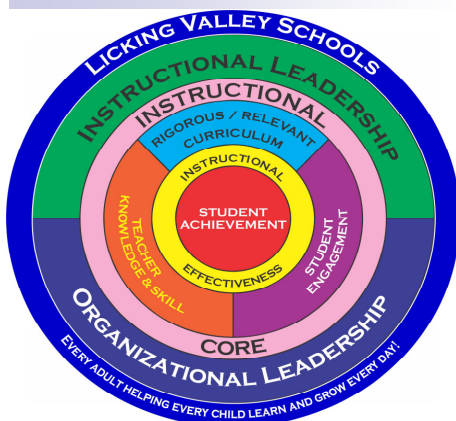 LICKING VALLEY SCHOOLS
INSTRUCTIONAL LEADERSHIP
INSTRUCTIONAL
RIGOROUS / RELEVANT
CURRICULUM
INSTRUCTIONAL
STUDENT
ACHIEVEMENT
EFFECTIVENESS
TEACHER
KNOWLEDGE & SKILL
STUDENT
ENGAGEMENT
CORE
ORGANIZATIONAL LEADERSHIP
EVERY ADULT HELPING EVERY CHILD LEARN AND GROW EVERY DAY!